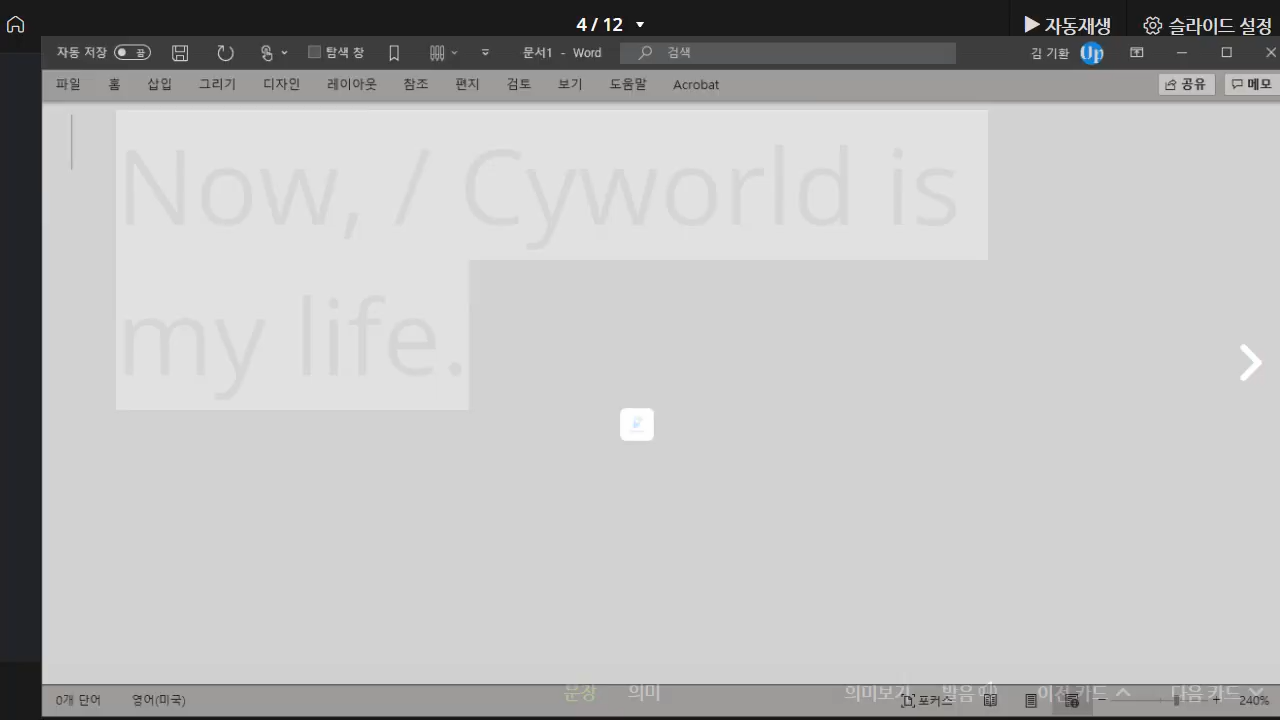 4 / 12
자동재생
슬라이드 설정
자동 저장 끔
탐색 창
문서1 - Word
검색
김 기환
Up
파일 홈 삽입 그리기 디자인 레이아웃 참조 편지 검토 보기 도움말 Acrobat
공유
메모
Now, / Cyworld is
my life.
문장 의미
의미보기 발음 이전 카드 다음 카드
0개 단어 영어(미국)
포커스
- + 240%